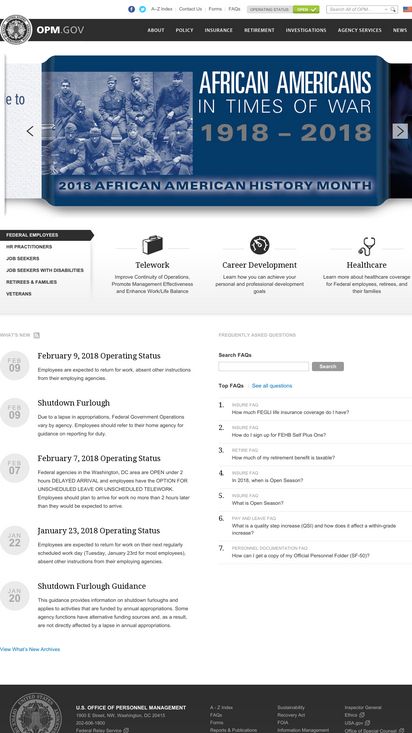 A–Z Index Contact Us Forms FAQs OPERATING STATUS OPEN Search All of OPM...
OPM.GOV
ABOUT POLICY INSURANCE RETIREMENT INVESTIGATIONS AGENCY SERVICES NEWS
e to
AFRICAN AMERICANS
IN TIMES OF WAR
1918 – 2018
2018 AFRICAN AMERICAN HISTORY MONTH
FEDERAL EMPLOYEES
HR PRACTITIONERS
JOB SEEKERS
JOB SEEKERS WITH DISABILITIES
RETIREES & FAMILIES
VETERANS
Telework
Improve Continuity of Operations,
Promote Management Effectiveness
and Enhance Work/Life Balance
Career Development
Learn how you can achieve your
personal and professional development
goals
Healthcare
Learn more about healthcare coverage
for Federal employees, retirees, and
their families
WHAT'S NEW
FEB
09
February 9, 2018 Operating Status
Employees are expected to return for work, absent other instructions
from their employing agencies.
FEB
09
Shutdown Furlough
Due to a lapse in appropriations, Federal Government Operations
vary by agency. Employees should refer to their home agency for
guidance on reporting for duty.
FEB
07
February 7, 2018 Operating Status
Federal agencies in the Washington, DC area are OPEN under 2
hours DELAYED ARRIVAL and employees have the OPTION FOR
UNSCHEDULED LEAVE OR UNSCHEDULED TELEWORK.
Employees should plan to arrive for work no more than 2 hours later
than they would be expected to arrive.
JAN
22
January 23, 2018 Operating Status
Employees are expected to return for work on their next regularly
scheduled work day (Tuesday, January 23rd for most employees),
absent other instructions from their employing agencies.
JAN
20
Shutdown Furlough Guidance
This guidance provides information on shutdown furloughs and
applies to activities that are funded by annual appropriations. Some
agency functions have alternative funding sources and, as a result,
are not directly affected by a lapse in annual appropriations.
View What's New Archives
FREQUENTLY ASKED QUESTIONS
Search FAQs
Search
Top FAQs See all questions
1. INSURE FAQ
How much FEGLI life insurance coverage do I have?
2. INSURE FAQ
How do I sign up for FEHB Self Plus One?
3. RETIRE FAQ
How much of my retirement benefit is taxable?
4. INSURE FAQ
In 2018, when is Open Season?
5. INSURE FAQ
What is Open Season?
6. PAY AND LEAVE FAQ
What is a quality step increase (QSI) and how does it affect a within-grade
increase?
7. PERSONNEL DOCUMENTATION FAQ
How can I get a copy of my Official Personnel Folder (SF-50)?
U.S. OFFICE OF PERSONNEL MANAGEMENT
1900 E Street, NW, Washington, DC 20415
202-606-1800
Federal Relay Service
A - Z Index
FAQs
Forms
Reports & Publications
Sustainability
Recovery Act
FOIA
Information Management
Inspector General
Ethics
USA.gov
Office of Special Counsel